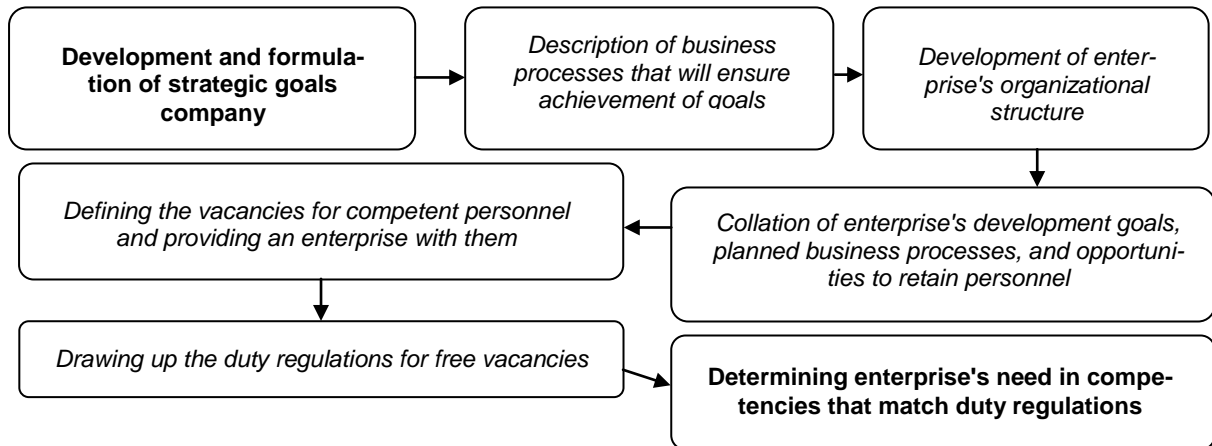 Development and formula-
tion of strategic goals
company
Description of business
processes that will ensure
achievement of goals
Development of enter-
prise's organizational
structure
Defining the vacancies for competent personnel
and providing an enterprise with them
Collation of enterprise's development goals,
planned business processes, and opportuni-
ties to retain personnel
Drawing up the duty regulations for free vacancies
Determining enterprise's need in compe-
tencies that match duty regulations